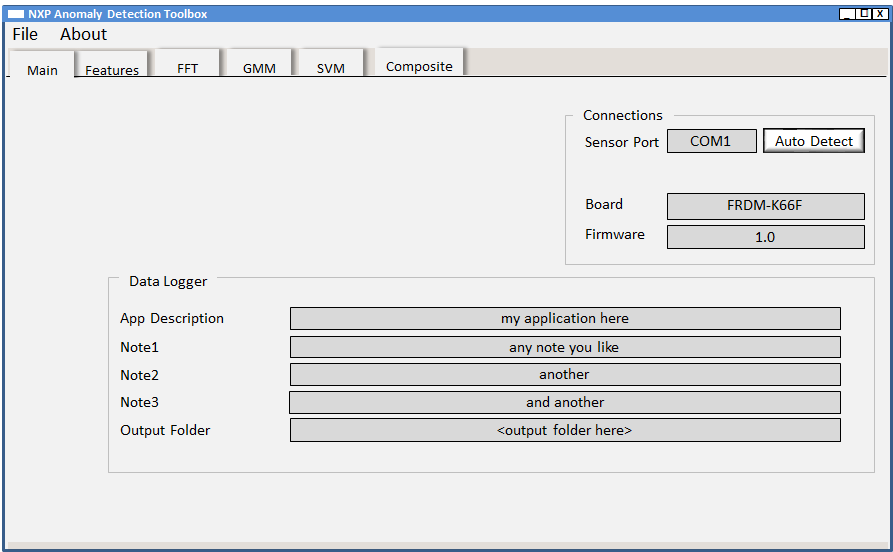 NXP Anomaly Detection Toolbox
_ X
File About
Main Features FFT GMM SVM Composite
Connections
Sensor Port COM1 Auto Detect
Board FRDM-K66F
Firmware 1.0
Data Logger
App Description my application here
Note1 any note you like
Note2 another
Note3 and another
Output Folder <output folder here>